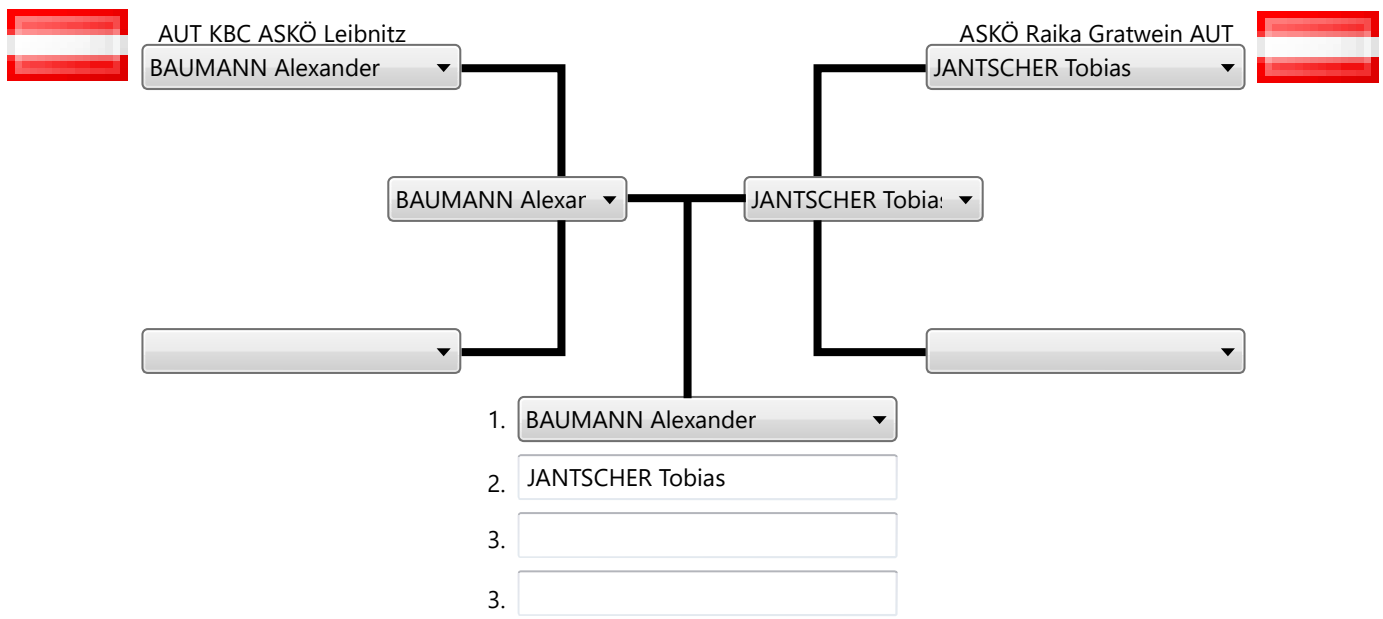 AUT KBC ASKÖ Leibnitz
ASKÖ Raika Gratwein AUT
BAUMANN Alexander
JANTSCHER Tobias
BAUMANN Alexar
JANTSCHER Tobia
1. BAUMANN Alexander
2. JANTSCHER Tobias
3.
3.